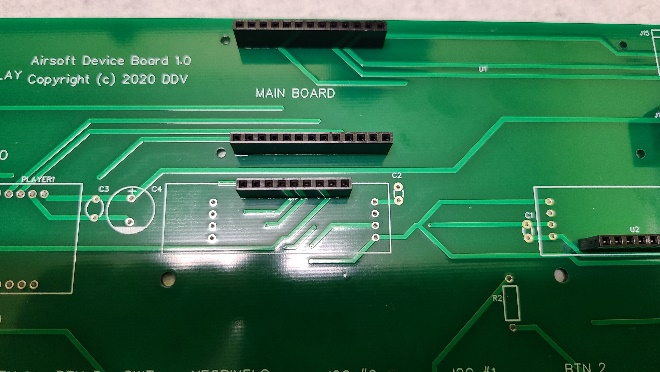 Airsoft Device Board 1.0
LAY Copyright (c) 2020 DDV
MAIN BOARD
J15
U1
PLAYER1
C3
C4
C2
C1
U2
R2
BTN 2